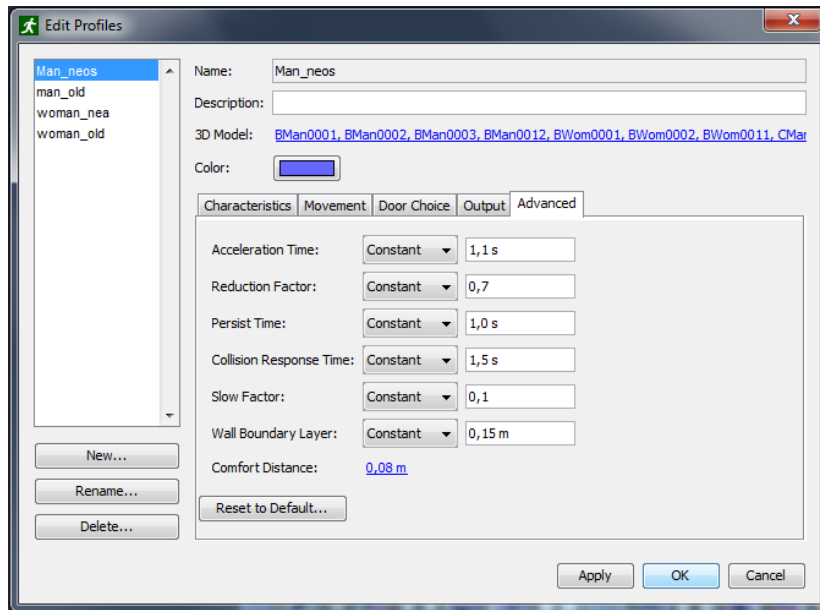 Edit Profiles
Man_neos
man_old
woman_nea
woman_old
New...
Rename...
Delete...
Name: Man_neos
Description:
3D Model: BMan0001, BMan0002, BMan0003, BMan0012, BWom0001, BWom0002, BWom0011, CMar
Color:
Characteristics Movement Door Choice Output Advanced
Acceleration Time: Constant 1,1 s
Reduction Factor: Constant 0,7
Persist Time: Constant 1,0 s
Collision Response Time: Constant 1,5 s
Slow Factor: Constant 0,1
Wall Boundary Layer: Constant 0,15 m
Comfort Distance: 0,08 m
Reset to Default...
Apply OK Cancel